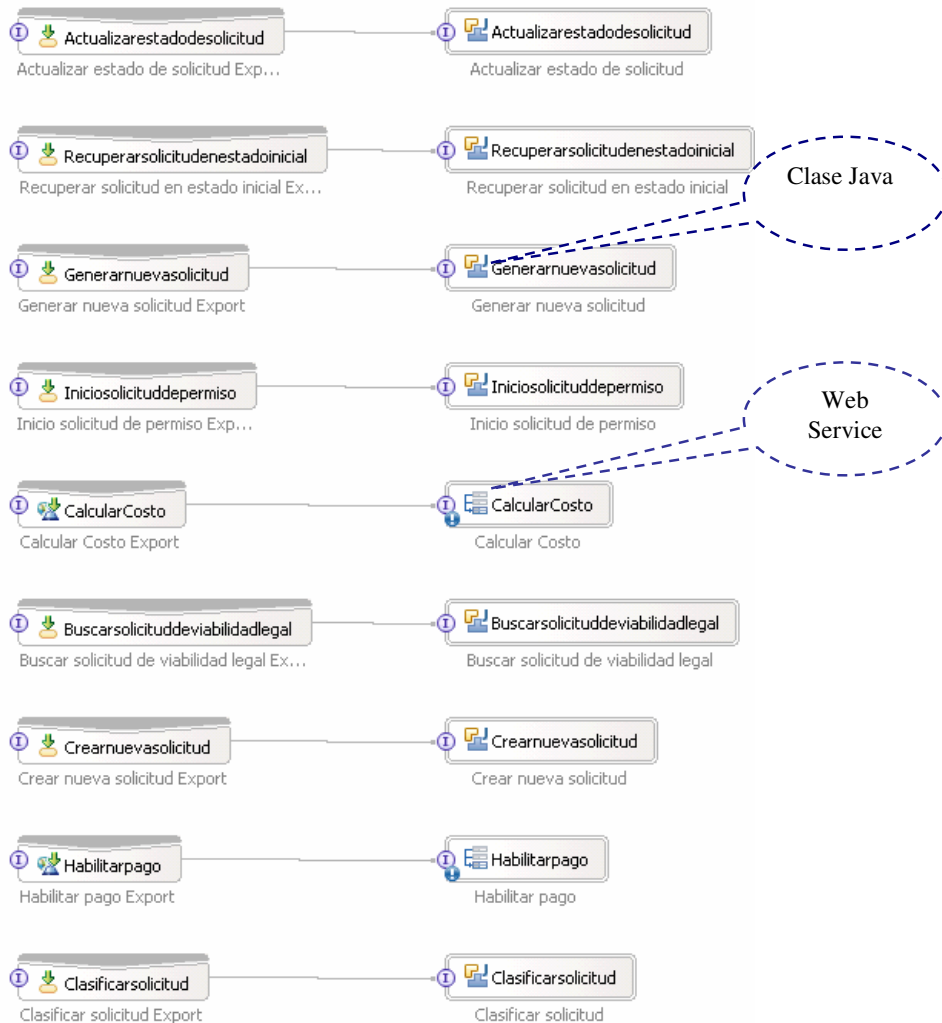 Actualizarestadodesolicitud
Actualizarestadodesolicitud
Actualizar estado de solicitud Exp...
Actualizar estado de solicitud
Recuperarsolicitudenestadoinicial
Recuperarsolicitudenestadoinicial
Recuperar solicitud en estado inicial Ex...
Recuperar solicitud en estado inicial
Clase Java
Generarnuevasolicitud
Generarnuevasolicitud
Generar nueva solicitud Export
Generar nueva solicitud
Iniciosolicituddepermiso
Iniciosolicituddepermiso
Inicio solicitud de permiso Exp...
Inicio solicitud de permiso
Web
Service
CalcularCosto
CalcularCosto
Calcular Costo Export
Calcular Costo
Buscarsolicituddeviabilidadlegal
Buscarsolicituddeviabilidadlegal
Buscar solicitud de viabilidad legal Ex...
Buscar solicitud de viabilidad legal
Crearnuevasolicitud
Crearnuevasolicitud
Crear nueva solicitud Export
Crear nueva solicitud
Habilitarpago
Habilitarpago
Habilitar pago Export
Habilitar pago
Clasificarsolicitud
Clasificarsolicitud
Clasificar solicitud Export
Clasificar solicitud